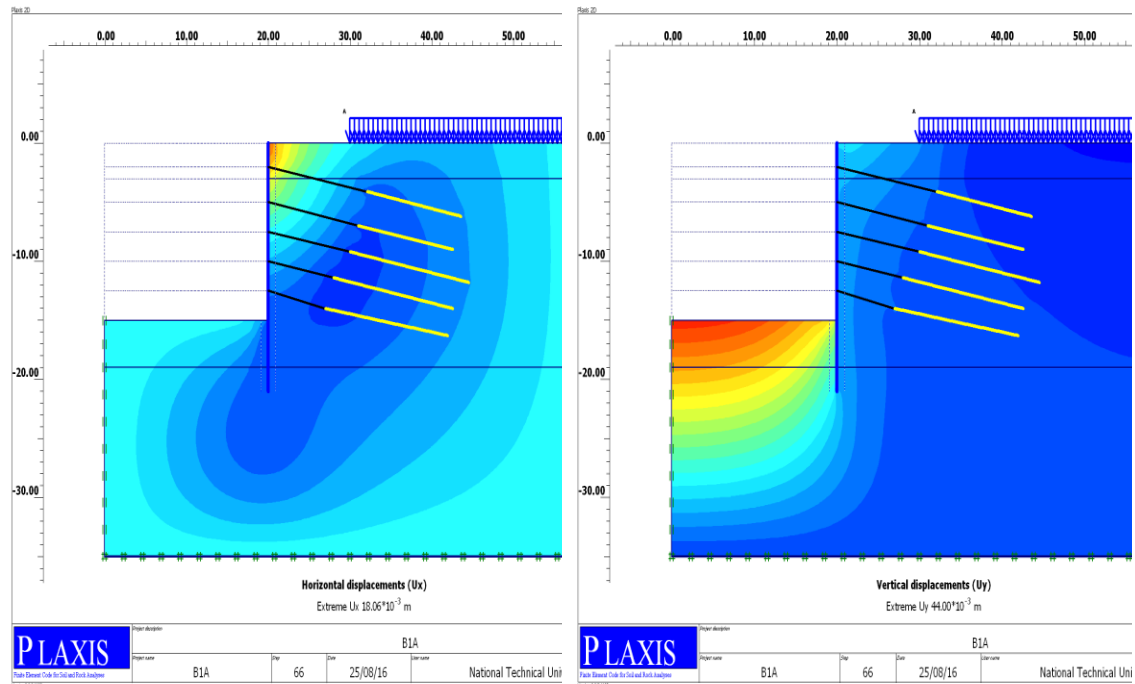 Plaxis 2D
0.00 10.00 20.00 30.00 40.00 50.00
A
0.00
-10.00
-20.00
-30.00
Horizontal displacements (Ux)
Extreme Ux 18.06*10-3 m
PLAXIS
Finite Element Code for Soil and Rock Analyses
Project description
B1A
Project name
B1A
Step
66
Date
25/08/16
User name
National Technical Uni
Plaxis 2D
0.00 10.00 20.00 30.00 40.00 50.00
A
0.00
-10.00
-20.00
-30.00
Vertical displacements (Uy)
Extreme Uy 44.00*10-3 m
PLAXIS
Finite Element Code for Soil and Rock Analyses
Project description
B1A
Project name
B1A
Step
66
Date
25/08/16
User name
National Technical Uni